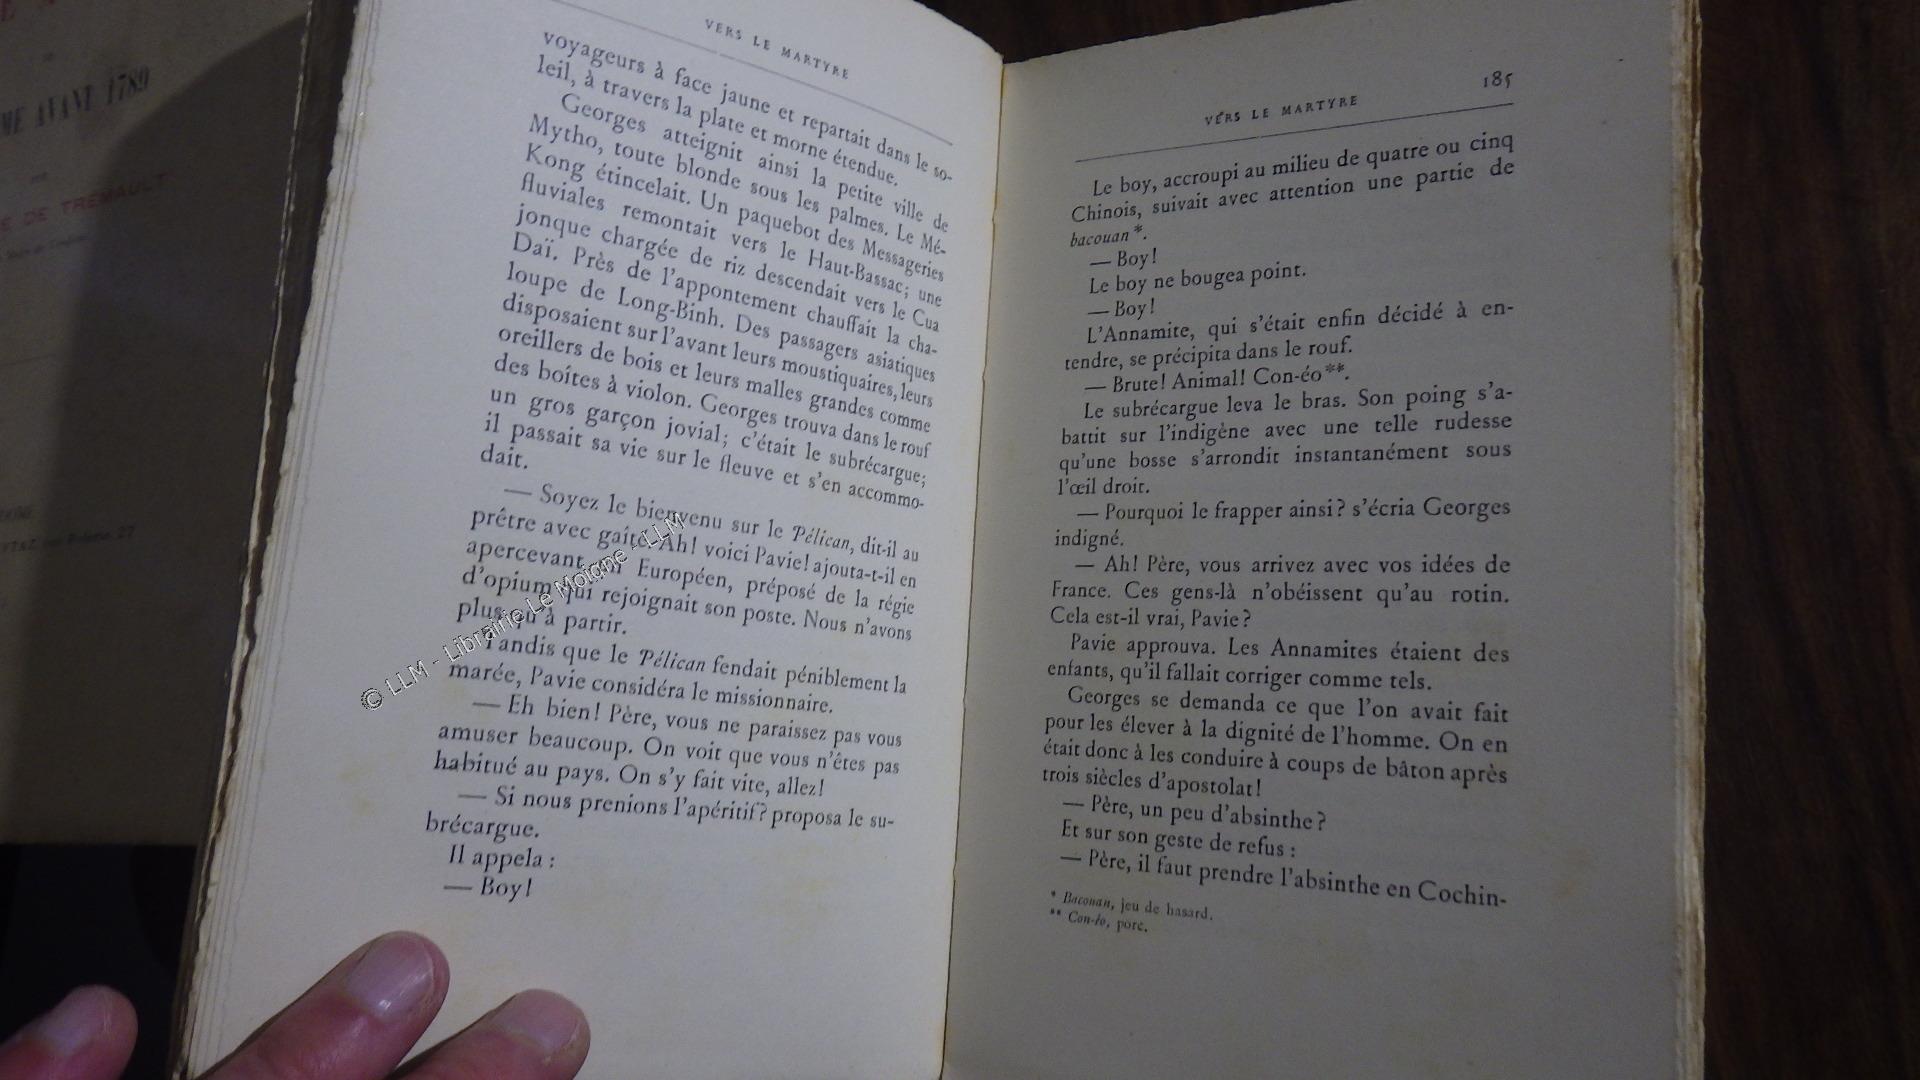 ME AVANT 1789
PAR
DE TREMAULT
VERS LE MARTYRE
voyageurs à face jaune et repartait dans le so-
leil, à travers la plate et morne étendue.
Georges atteignit ainsi la petite ville de
Mytho, toute blonde sous les palmes. Le Mé-
Kong étincelait. Un paquebot des Messageries
fluviales remontait vers le Haut-Bassac; une
jonque chargée de riz descendait vers le Cua
Daï. Près de l'appontement chauffait la cha-
loupe de Long-Binh. Des passagers asiatiques
disposaient sur l'avant leurs moustiquaires, leurs
oreillers de bois et leurs malles grandes comme
des boîtes à violon. Georges trouva dans le rouf
un gros garçon jovial; c'était le subrécargue;
il passait sa vie sur le fleuve et s'en accommo-
dait.
— Soyez le bienvenu sur le Pélican, dit-il au
prêtre avec gaîté. Ah! voici Pavie! ajouta-t-il en
apercevant un Européen, préposé de la régie
d'opium qui rejoignait son poste. Nous n'avons
plus qu'à partir.
Tandis que le Pélican fendait péniblement la
marée, Pavie considéra le missionnaire.
— Eh bien! Père, vous ne paraissez pas vous
amuser beaucoup. On voit que vous n'êtes pas
habitué au pays. On s'y fait vite, allez!
— Si nous prenions l'apéritif? proposa le su-
brécargue.
Il appela :
— Boy!
© LLM - Librairie Le Moigne - LLM
VERS LE MARTYRE 185
Le boy, accroupi au milieu de quatre ou cinq
Chinois, suivait avec attention une partie de
bacouan*.
— Boy!
Le boy ne bougea point.
— Boy!
L'Annamite, qui s'était enfin décidé à en-
tendre, se précipita dans le rouf.
— Brute! Animal! Con-éo**.
Le subrécargue leva le bras. Son poing s'a-
battit sur l'indigène avec une telle rudesse
qu'une bosse s'arrondit instantanément sous
l'œil droit.
— Pourquoi le frapper ainsi? s'écria Georges
indigné.
— Ah! Père, vous arrivez avec vos idées de
France. Ces gens-là n'obéissent qu'au rotin.
Cela est-il vrai, Pavie?
Pavie approuva. Les Annamites étaient des
enfants, qu'il fallait corriger comme tels.
Georges se demanda ce que l'on avait fait
pour les élever à la dignité de l'homme. On en
était donc à les conduire à coups de bâton après
trois siècles d'apostolat!
— Père, un peu d'absinthe?
Et sur son geste de refus :
— Père, il faut prendre l'absinthe en Cochin-
* Bacouan, jeu de hasard.
** Con-éo, porc.